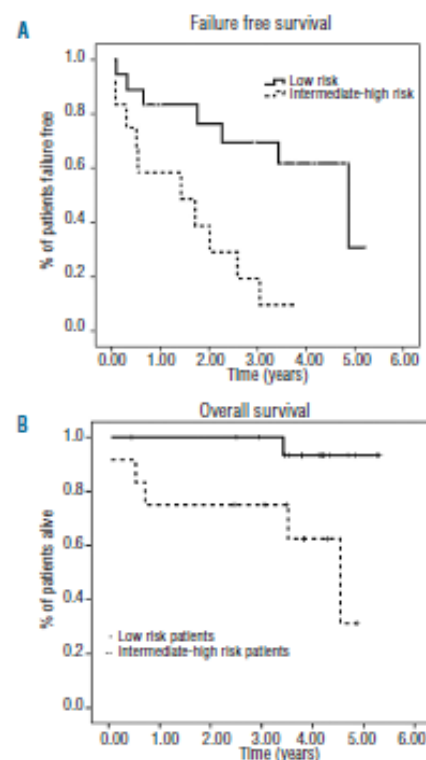 A
Failure free survival
Low risk
Intermediate-high risk
% of patients failure free
1.0
0.8
0.6
0.4
0.2
0.0
0.00 1.00 2.00 3.00 4.00 5.00 6.00
Time (years)
B
Overall survival
% of patients alive
1.0
0.8
0.6
0.4
0.2
0.0
Low risk patients
Intermediate-high risk patients
0.00 1.00 2.00 3.00 4.00 5.00 6.00
Time (years)